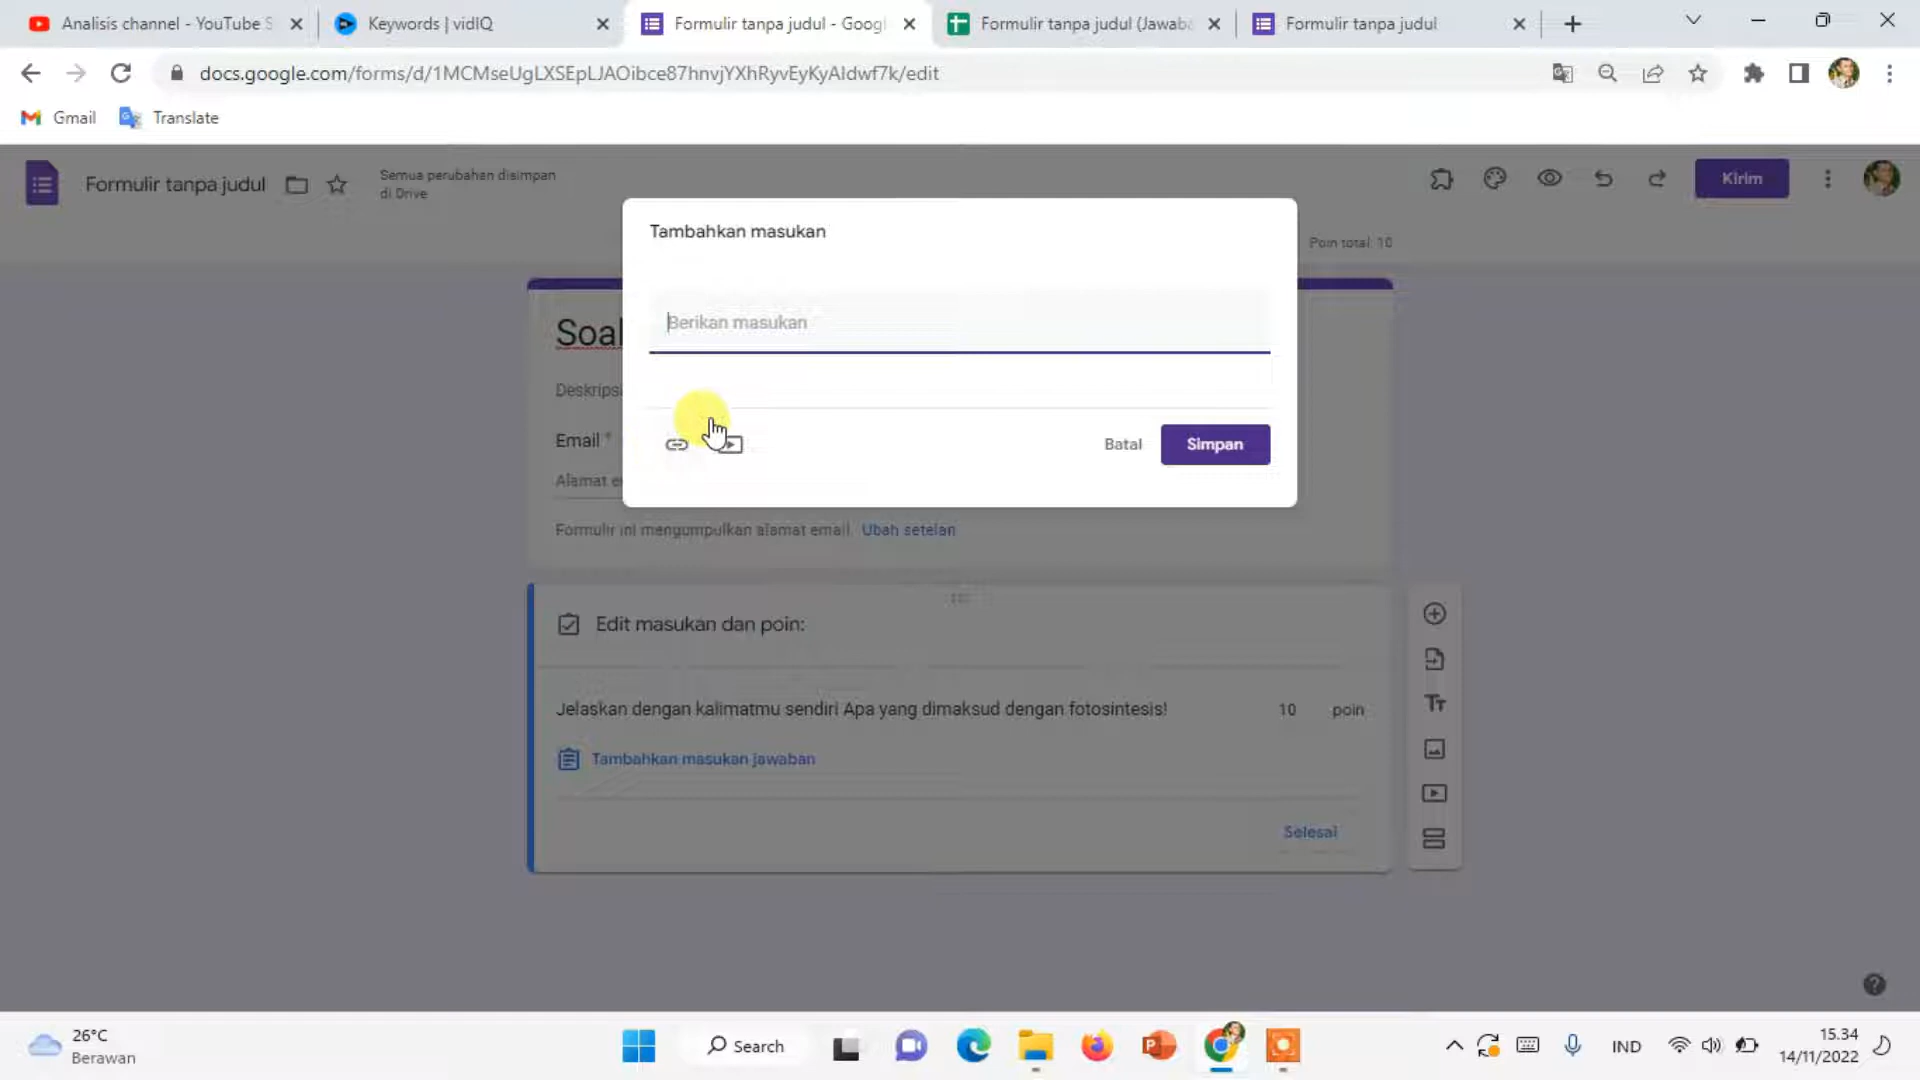 Analisis channel - YouTube S
Keywords | vidIQ
Formulir tanpa judul - Googl
Formulir tanpa judul (Jawaba
Formulir tanpa judul
docs.google.com/forms/d/1MCMseUgLXSEpLJAOibce87hnvjYXhRyvEyKyAIdwf7k/edit
Gmail
Translate
Formulir tanpa judul
Semua perubahan disimpan
di Drive
Kirim
Tambahkan masukan
Poin total: 10
Berikan masukan
Soal
Deskripsi
Email *
Batal
Simpan
Alamat e
Formulir ini mengumpulkan alamat email. Ubah setelan
Edit masukan dan poin:
Jelaskan dengan kalimatmu sendiri Apa yang dimaksud dengan fotosintesis!
10
poin
Tambahkan masukan jawaban
Selesai
26°C
Berawan
Search
IND
15.34
14/11/2022